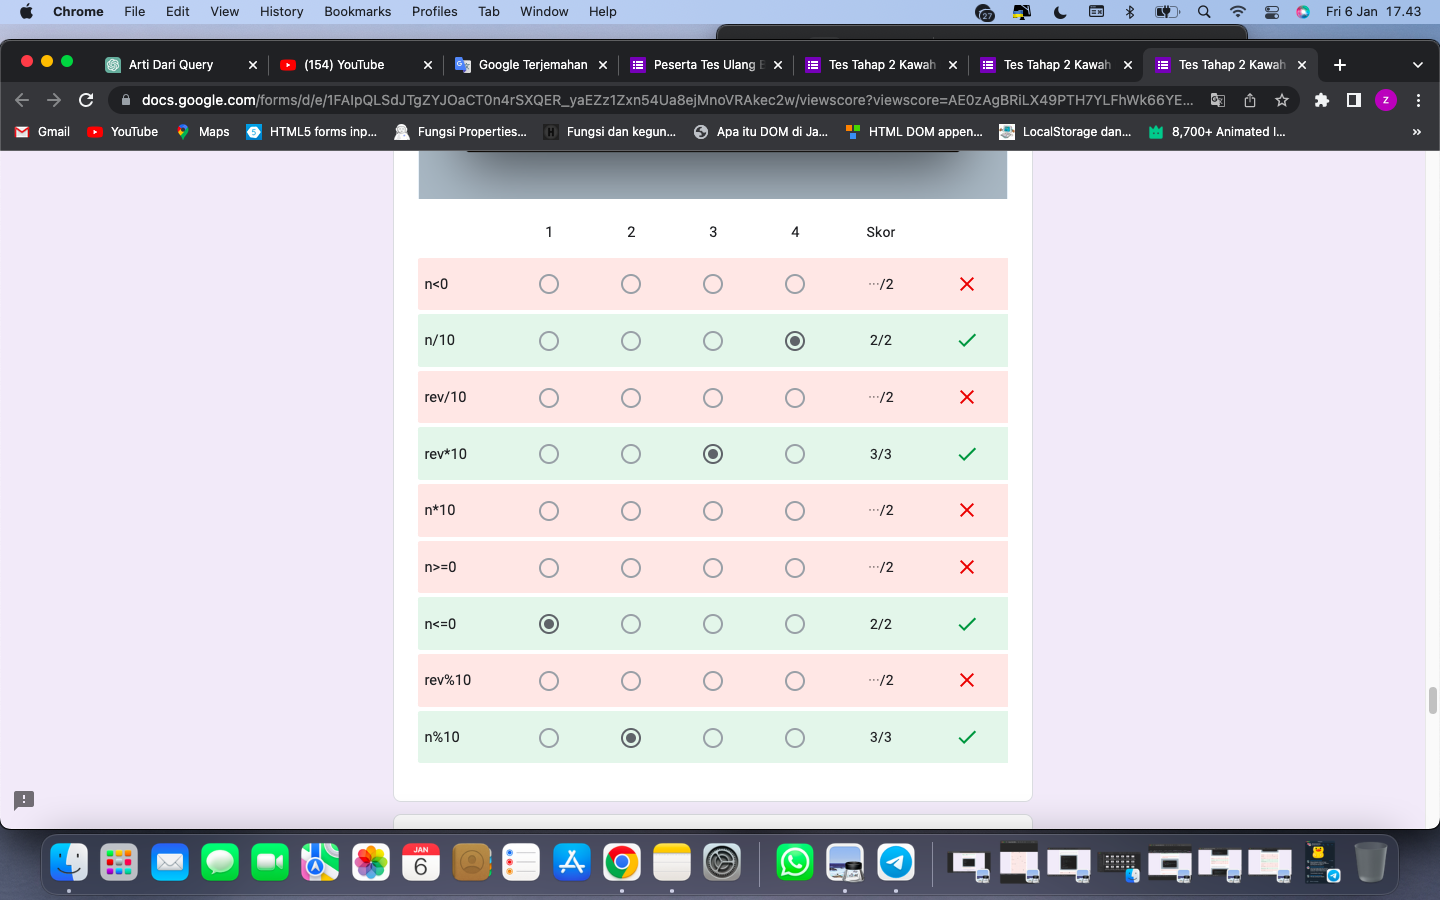 Chrome File Edit View History Bookmarks Profiles Tab Window Help 27 Fri 6 Jan 17.43
Arti Dari Query (154) YouTube Google Terjemahan Peserta Tes Ulang Tes Tahap 2 Kawah Tes Tahap 2 Kawah Tes Tahap 2 Kawah
docs.google.com/forms/d/e/1FAIpQLSdJTgZYJOaCT0n4rSXQER_yaEZz1Zxn54Ua8ejMnoVRAkec2w/viewscore?viewscore=AE0zAgBRiLX49PTH7YLFhWk66YE... Z
Gmail YouTube Maps HTML5 forms inp... Fungsi Properties... Fungsi dan kegun... Apa itu DOM di Ja... HTML DOM appen... LocalStorage dan... 8,700+ Animated I... »
1 2 3 4 Skor
n<0 ···/2
n/10 2/2
rev/10 ···/2
rev*10 3/3
n*10 ···/2
n>=0 ···/2
n<=0 2/2
rev%10 ···/2
n%10 3/3
JAN
6